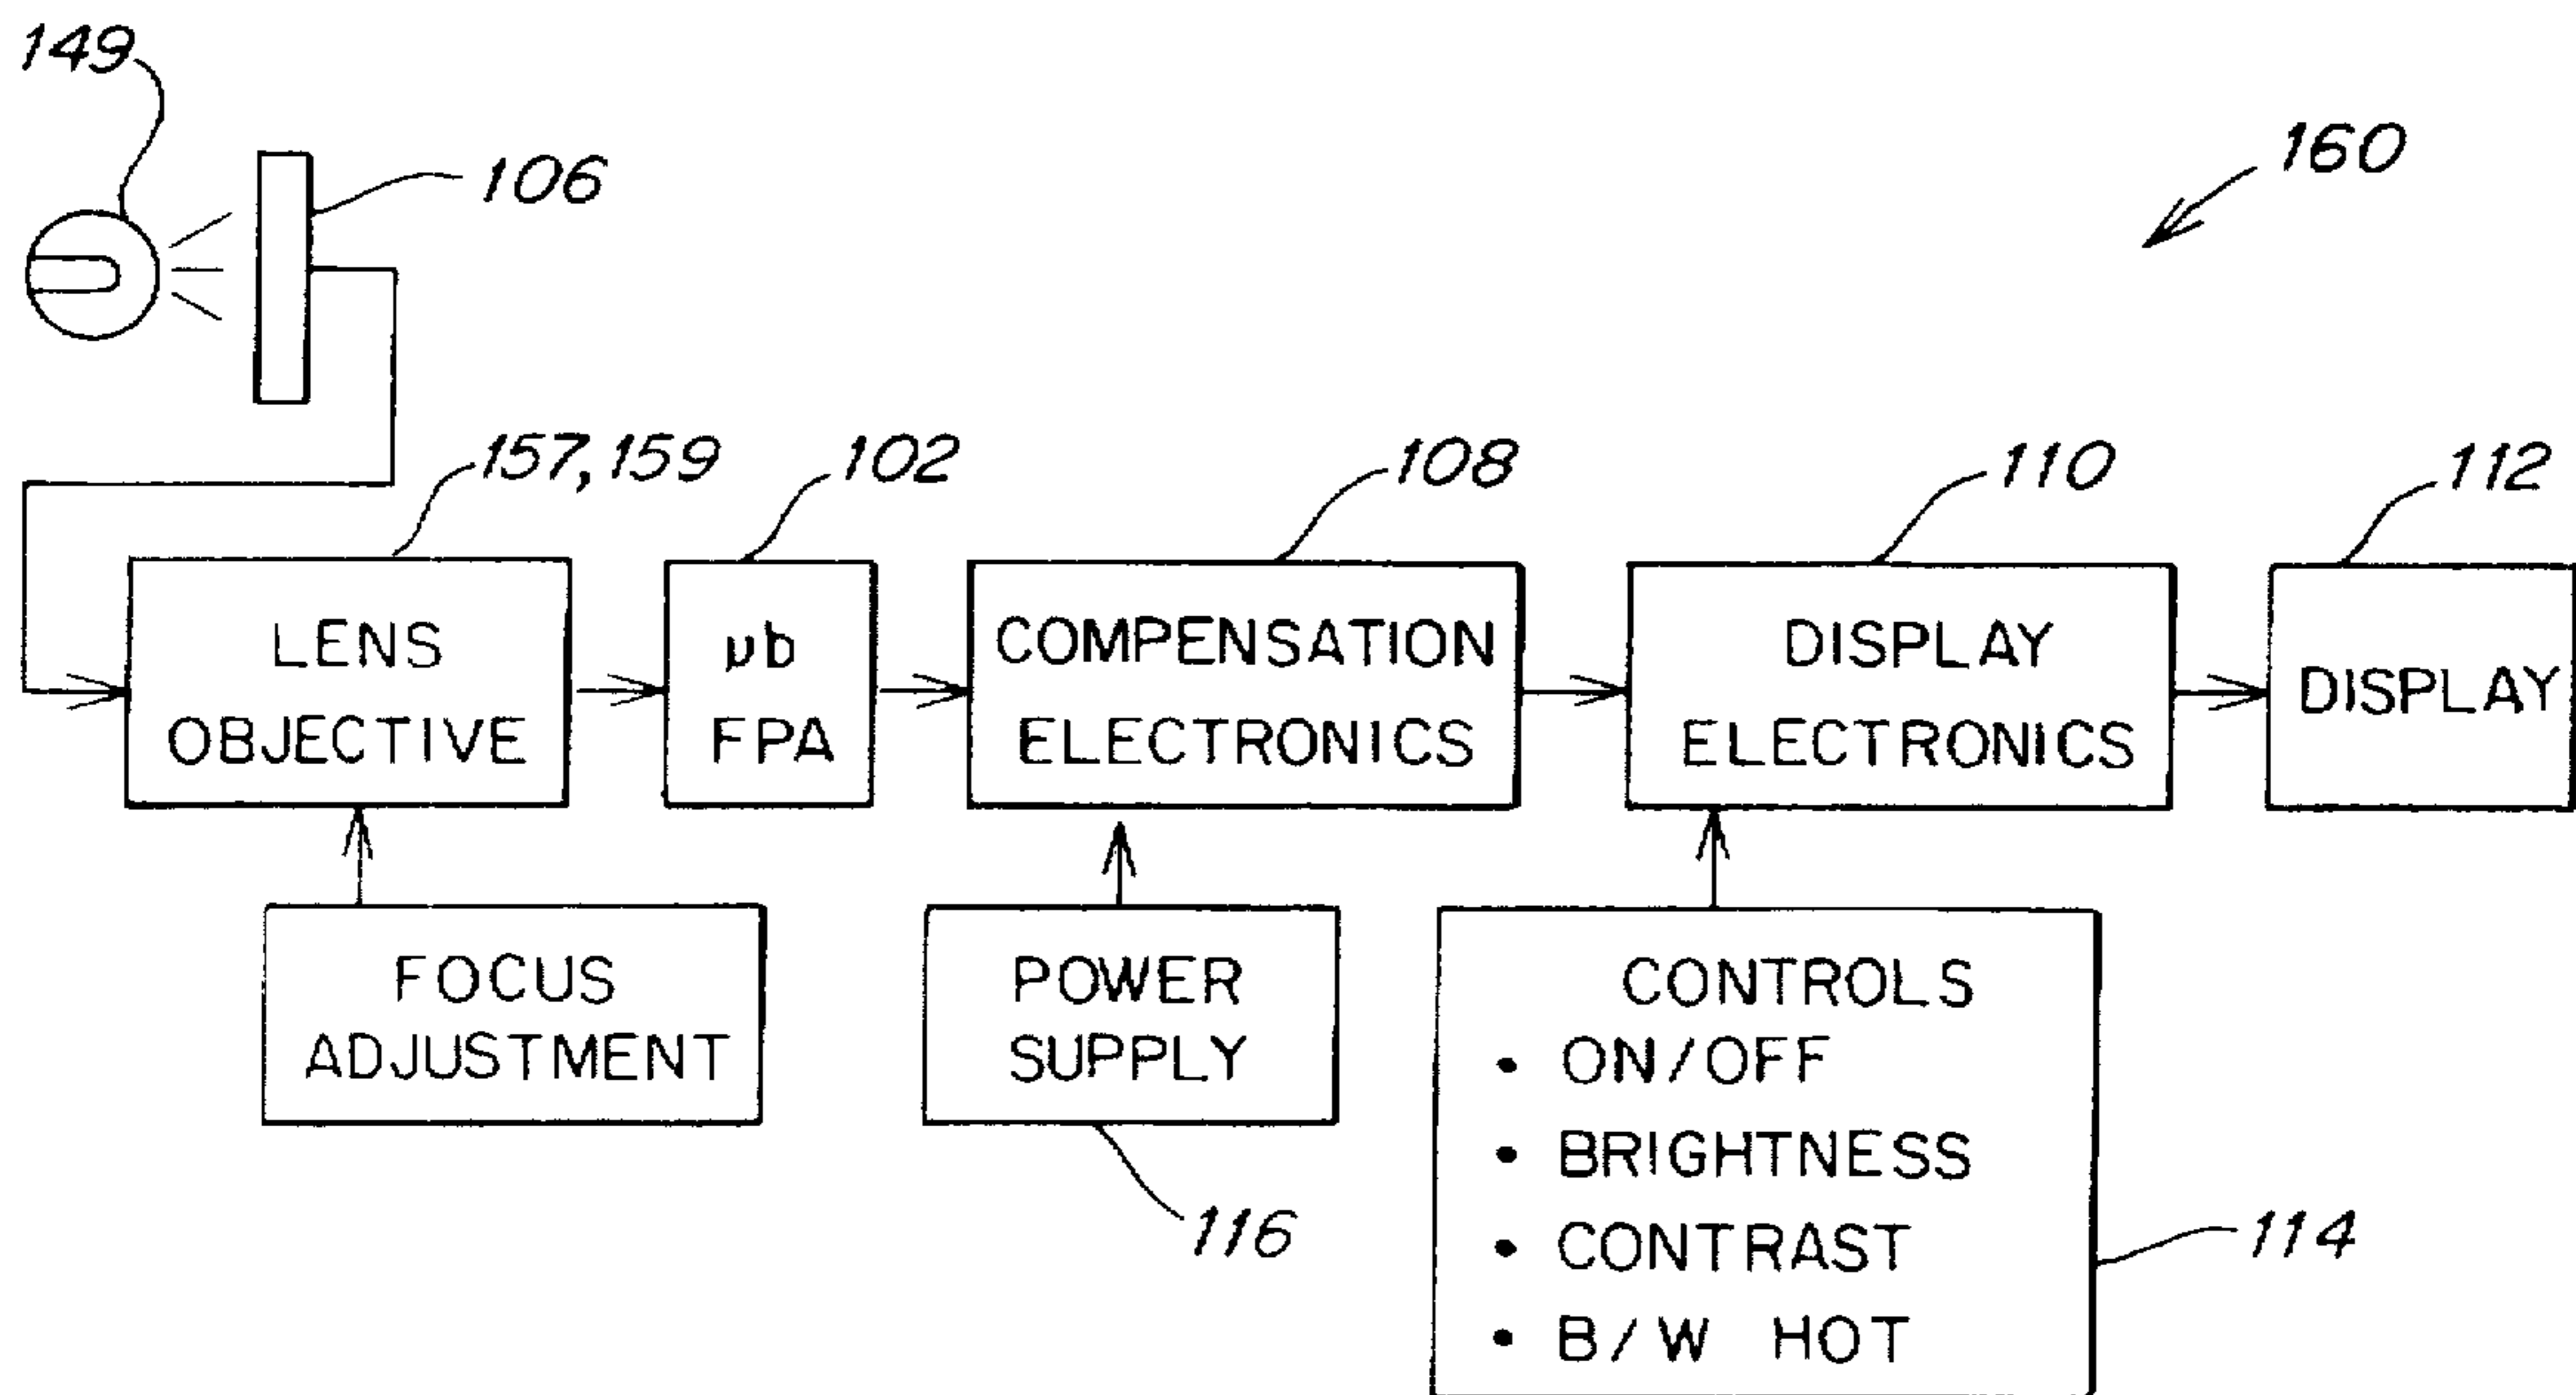 149
106
160
157, 159
102
108
110
112
LENS
OBJECTIVE
μb
FPA
COMPENSATION
ELECTRONICS
DISPLAY
ELECTRONICS
DISPLAY
FOCUS
ADJUSTMENT
POWER
SUPPLY
116
CONTROLS
• ON/OFF
• BRIGHTNESS
• CONTRAST
• B/W HOT
114